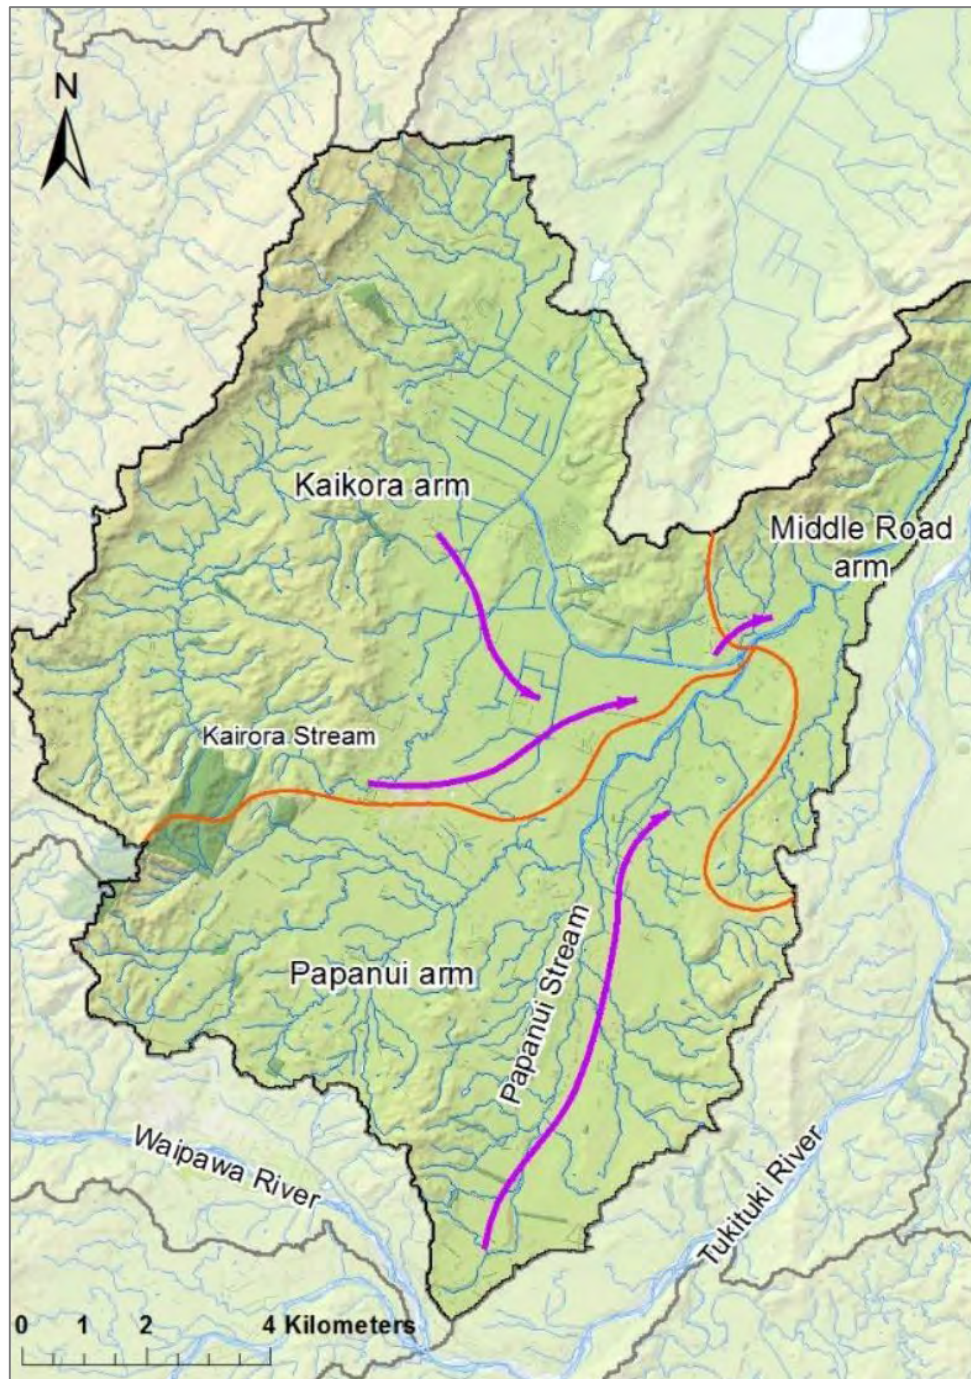 N
Kaikora arm
Middle Road
arm
Kairora Stream
Papanui arm
Papanui Stream
Waipawa River
Tukituki River
0 1 2 4 Kilometers